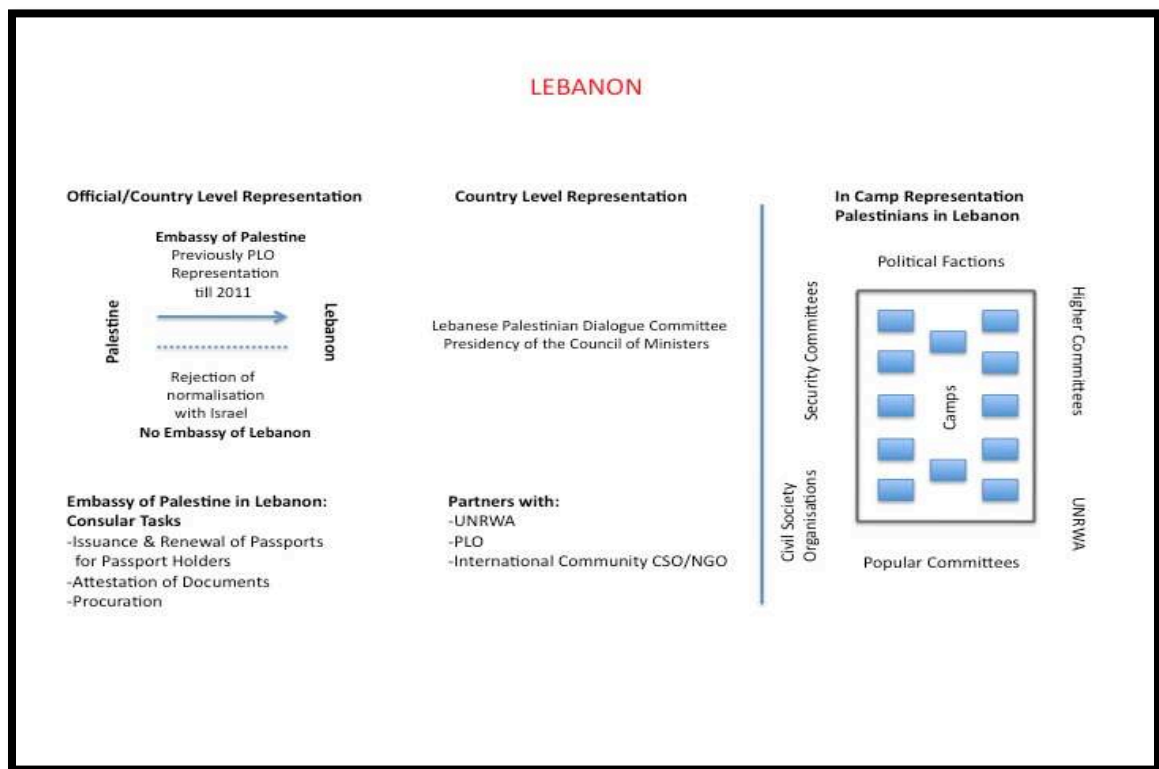 LEBANON
Official/Country Level Representation
Embassy of Palestine
Previously PLO
Representation
till 2011
Palestine
Lebanon
Rejection of
normalisation
with Israel
No Embassy of Lebanon
Embassy of Palestine in Lebanon:
Consular Tasks
-Issuance & Renewal of Passports
for Passport Holders
-Attestation of Documents
-Procuration
Country Level Representation
Lebanese Palestinian Dialogue Committee
Presidency of the Council of Ministers
Partners with:
-UNRWA
-PLO
-International Community CSO/NGO
In Camp Representation
Palestinians in Lebanon
Political Factions
Security Committees
Camps
Higher Committees
Civil Society
Organisations
UNRWA
Popular Committees